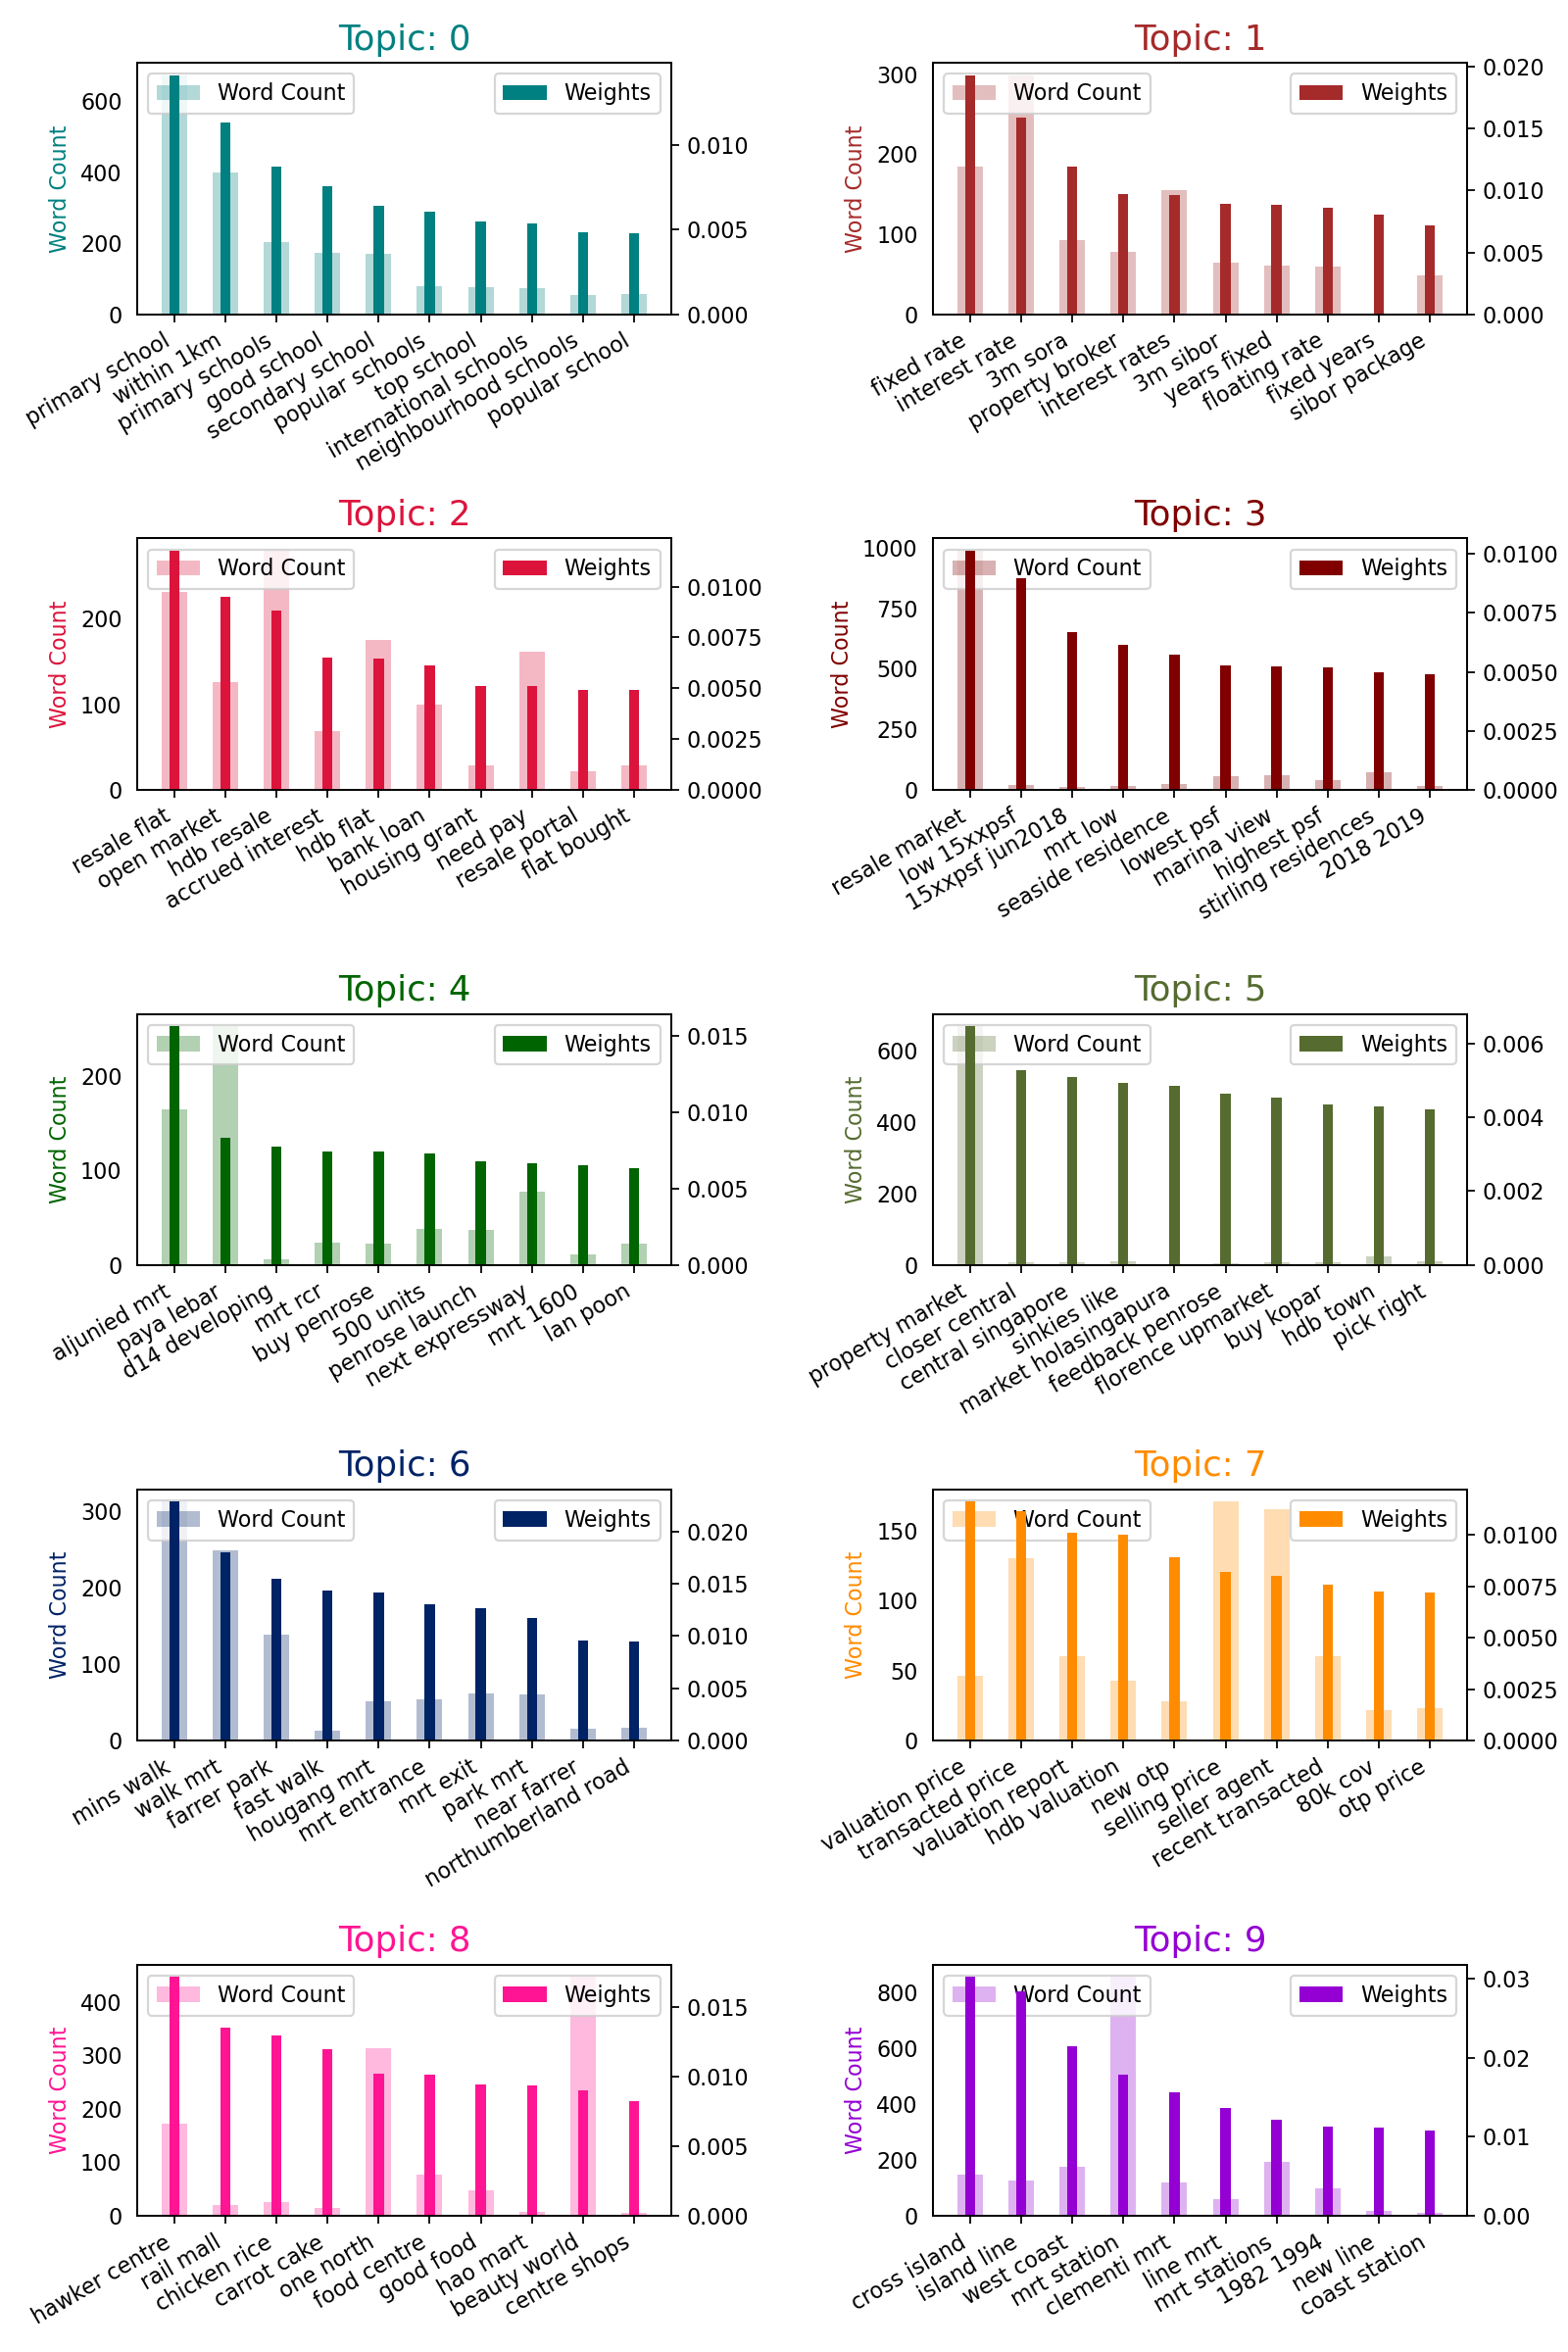 Topic: 0
Word Count
Weights
Word Count
600
400
200
0
0.010
0.005
0.000
primary school
within 1km
primary schools
good school
secondary school
popular schools
top school
international schools
neighbourhood schools
popular school
Topic: 1
Word Count
Weights
Word Count
300
200
100
0
0.020
0.015
0.010
0.005
0.000
fixed rate
interest rate
3m sora
property broker
interest rates
3m sibor
years fixed
floating rate
fixed years
sibor package
Topic: 2
Word Count
Weights
Word Count
200
100
0
0.0100
0.0075
0.0050
0.0025
0.0000
resale flat
open market
hdb resale
accrued interest
hdb flat
bank loan
housing grant
need pay
resale portal
flat bought
Topic: 3
Word Count
Weights
Word Count
1000
750
500
250
0
0.0100
0.0075
0.0050
0.0025
0.0000
resale market
low 15xxpsf
15xxpsf jun2018
mrt low
seaside residence
lowest psf
marina view
highest psf
stirling residences
2018 2019
Topic: 4
Word Count
Weights
Word Count
200
100
0
0.015
0.010
0.005
0.000
aljunied mrt
paya lebar
d14 developing
mrt rcr
buy penrose
500 units
penrose launch
next expressway
mrt 1600
lan poon
Topic: 5
Word Count
Weights
Word Count
600
400
200
0
0.006
0.004
0.002
0.000
property market
closer central
central singapore
sinkies like
market holasingapura
feedback penrose
florence upmarket
buy kopar
hdb town
pick right
Topic: 6
Word Count
Weights
Word Count
300
200
100
0
0.020
0.015
0.010
0.005
0.000
mins walk
walk mrt
farrer park
fast walk
hougang mrt
mrt entrance
mrt exit
park mrt
near farrer
northumberland road
Topic: 7
Word Count
Weights
Word Count
150
100
50
0
0.0100
0.0075
0.0050
0.0025
0.0000
valuation price
transacted price
valuation report
hdb valuation
new otp
selling price
seller agent
recent transacted
80k cov
otp price
Topic: 8
Word Count
Weights
Word Count
400
300
200
100
0
0.015
0.010
0.005
0.000
hawker centre
rail mall
chicken rice
carrot cake
one north
food centre
good food
hao mart
beauty world
centre shops
Topic: 9
Word Count
Weights
Word Count
800
600
400
200
0
0.03
0.02
0.01
0.00
cross island
island line
west coast
mrt station
clementi mrt
line mrt
mrt stations
1982 1994
new line
coast station